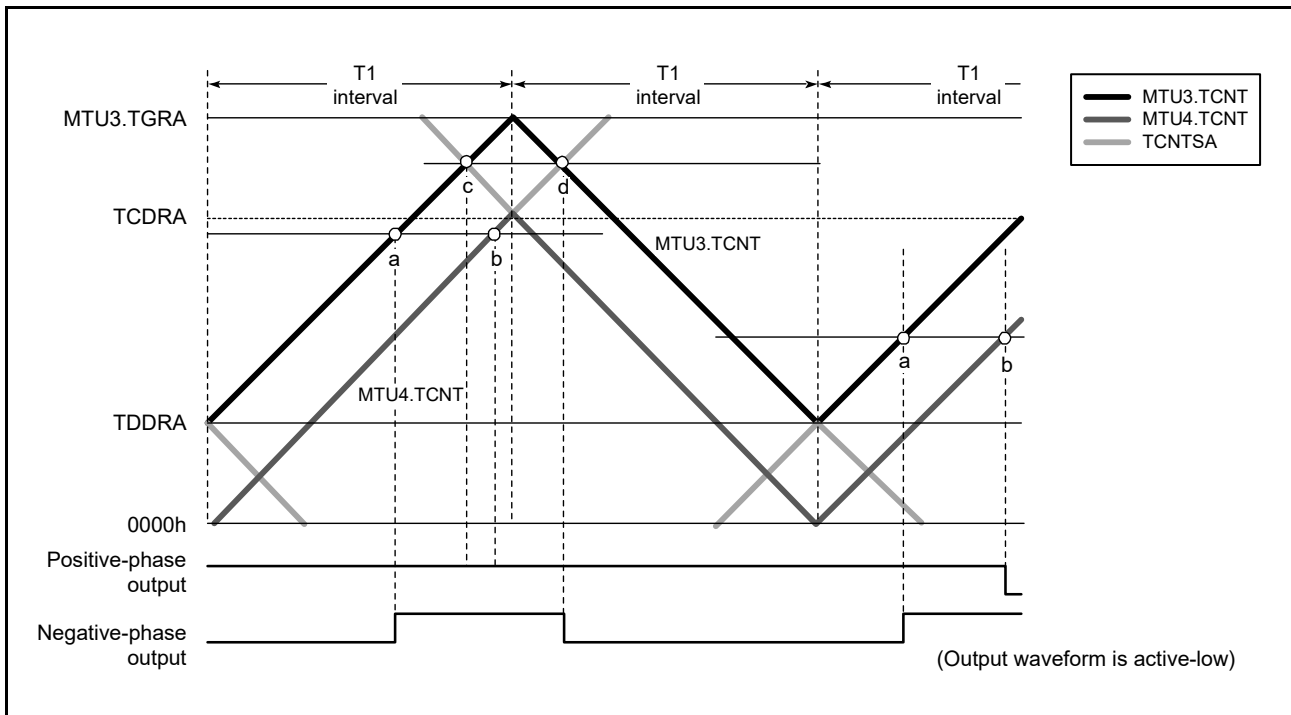 T1
interval
T1
interval
T1
interval
MTU3.TCNT
MTU4.TCNT
TCNTSA
MTU3.TGRA
c
d
TCDRA
a
b
MTU3.TCNT
a
b
MTU4.TCNT
TDDRA
0000h
Positive-phase
output
Negative-phase
output
(Output waveform is active-low)